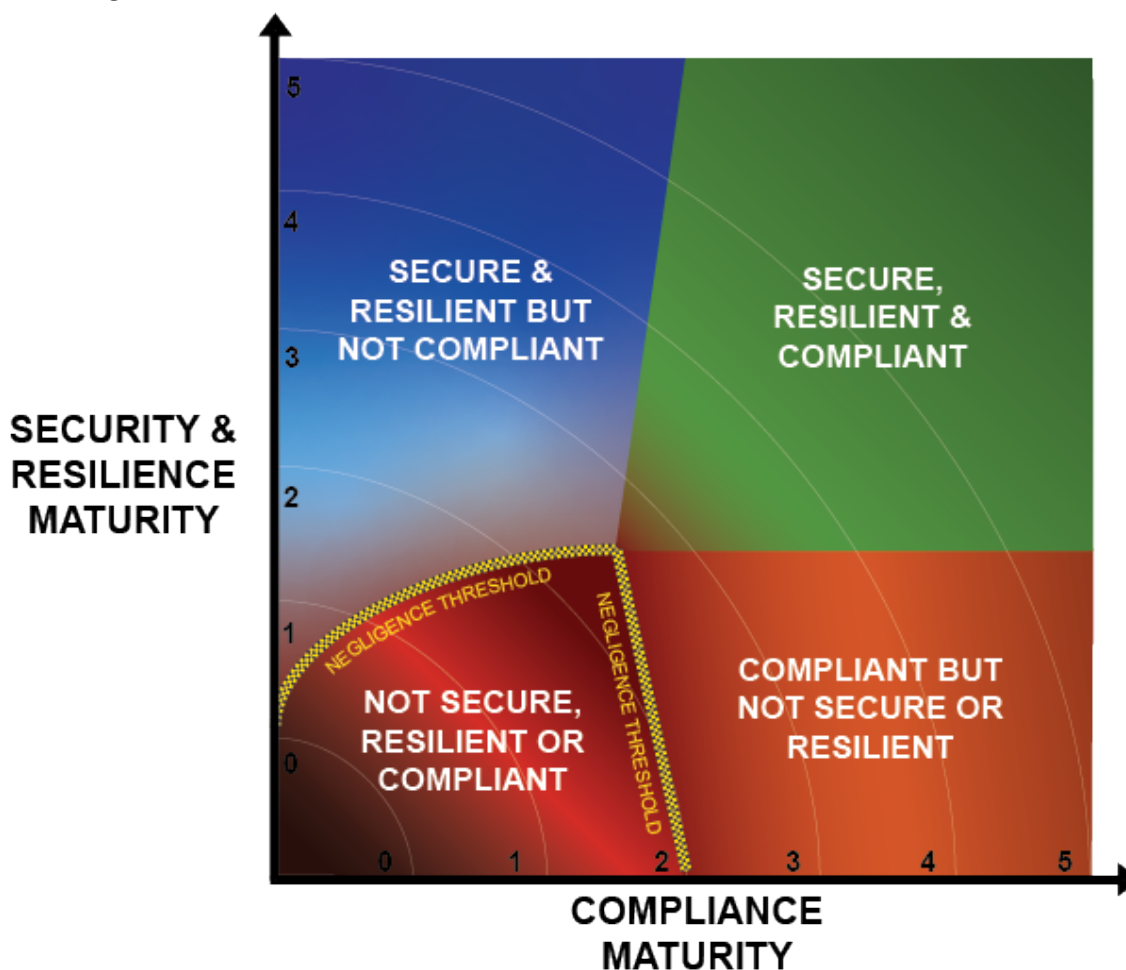 5
4
SECURE &
RESILIENT BUT
NOT COMPLIANT
SECURE,
RESILIENT &
COMPLIANT
3
SECURITY &
RESILIENCE
MATURITY
2
1
NEGLIGENCE THRESHOLD
NEGLIGENCE THRESHOLD
NOT SECURE,
RESILIENT OR
COMPLIANT
COMPLIANT BUT
NOT SECURE OR
RESILIENT
0
0 1 2 3 4 5
COMPLIANCE
MATURITY